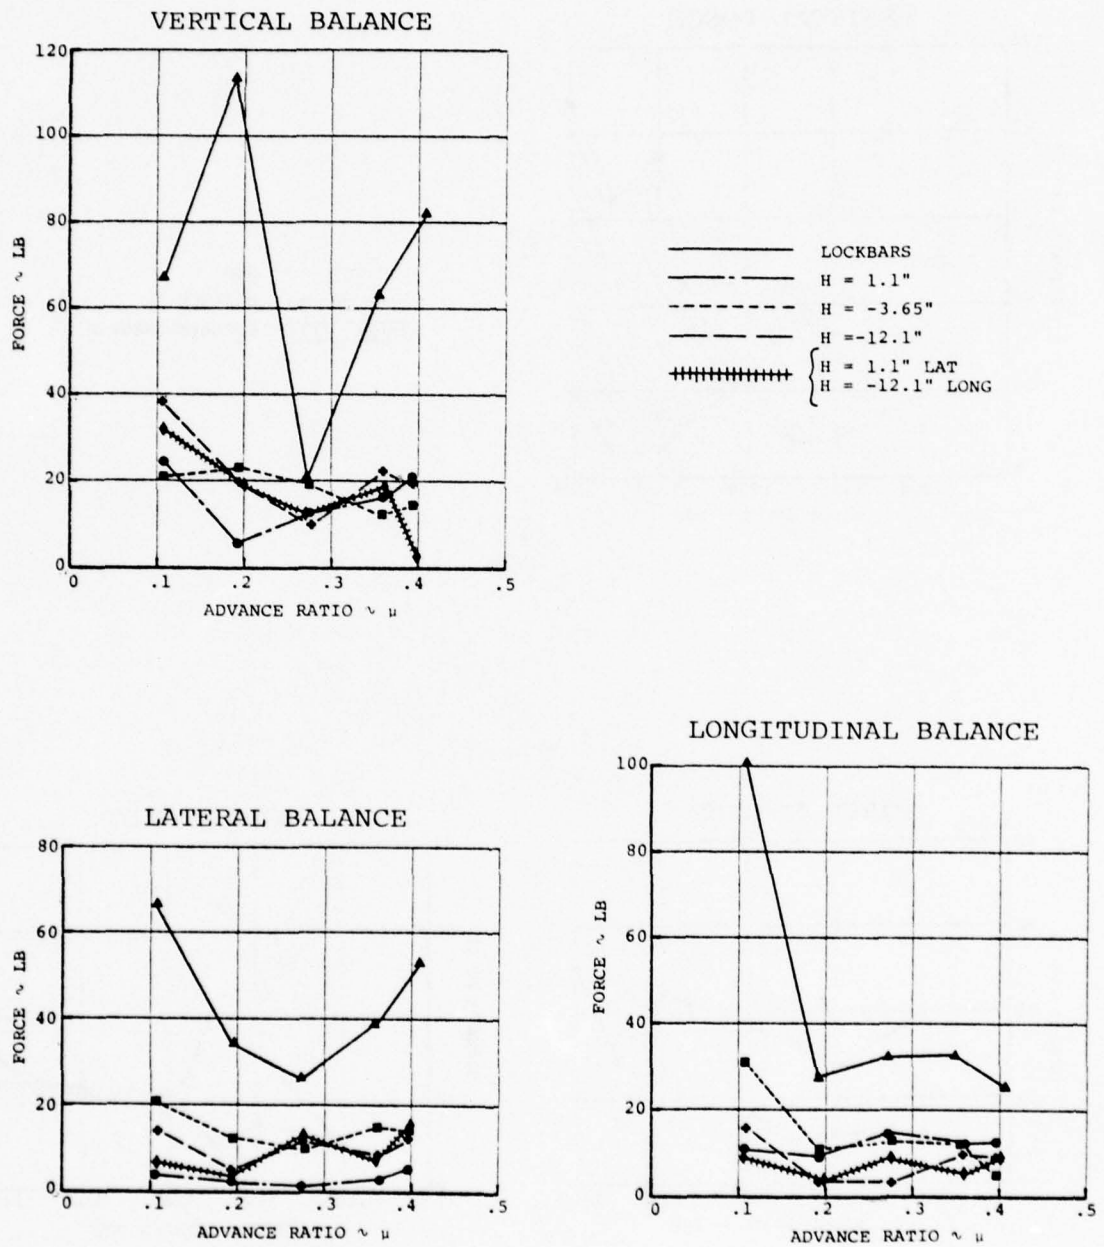 VERTICAL BALANCE
120
100
80
60
40
20
0
FORCE ~ LB
0 .1 .2 .3 .4 .5
ADVANCE RATIO ~ μ
LOCKBARS
H = 1.1"
H = -3.65"
H =-12.1"
H = 1.1" LAT
H = -12.1" LONG
LATERAL BALANCE
80
60
40
20
0
FORCE ~ LB
0 .1 .2 .3 .4 .5
ADVANCE RATIO ~ μ
LONGITUDINAL BALANCE
100
80
60
40
20
0
FORCE ~ LB
0 .1 .2 .3 .4 .5
ADVANCE RATIO ~ μ